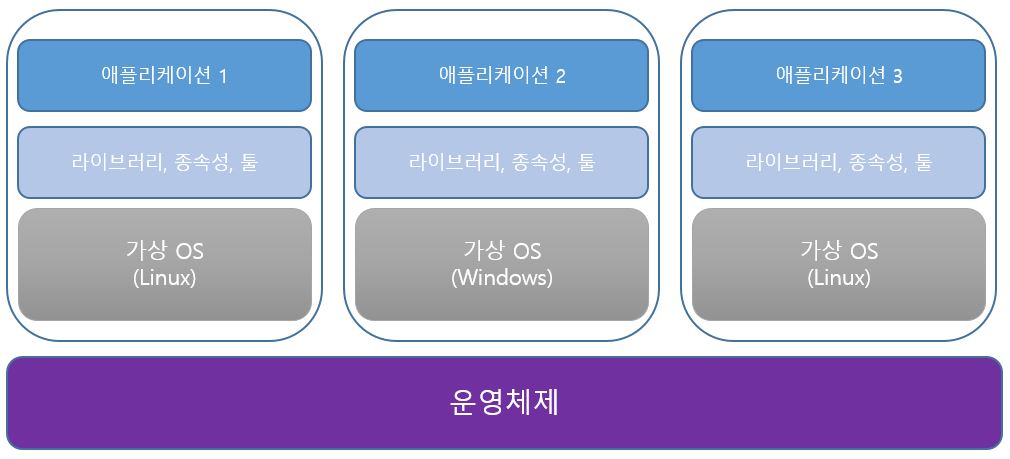 애플리케이션 1
라이브러리, 종속성, 툴
가상 OS
(Linux)
애플리케이션 2
라이브러리, 종속성, 툴
가상 OS
(Windows)
애플리케이션 3
라이브러리, 종속성, 툴
가상 OS
(Linux)
운영체제